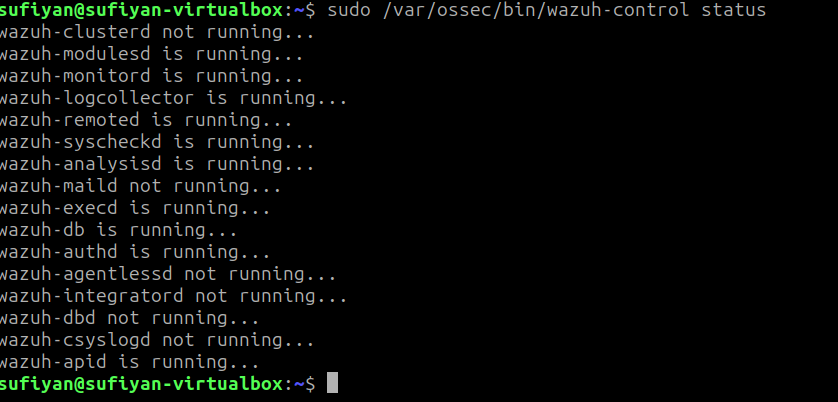 sufiyan@sufiyan-virtualbox:~$ sudo /var/ossec/bin/wazuh-control status
wazuh-clusterd not running...
wazuh-modulesd is running...
wazuh-monitord is running...
wazuh-logcollector is running...
wazuh-remoted is running...
wazuh-syscheckd is running...
wazuh-analysisd is running...
wazuh-maild not running...
wazuh-execd is running...
wazuh-db is running...
wazuh-authd is running...
wazuh-agentlessd not running...
wazuh-integratord not running...
wazuh-dbd not running...
wazuh-csyslogd not running...
wazuh-apid is running...
sufiyan@sufiyan-virtualbox:~$